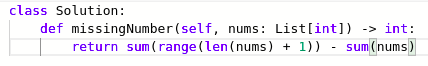 class Solution:
    def missingNumber(self, nums: List[int]) -> int:
        return sum(range(len(nums) + 1)) - sum(nums)